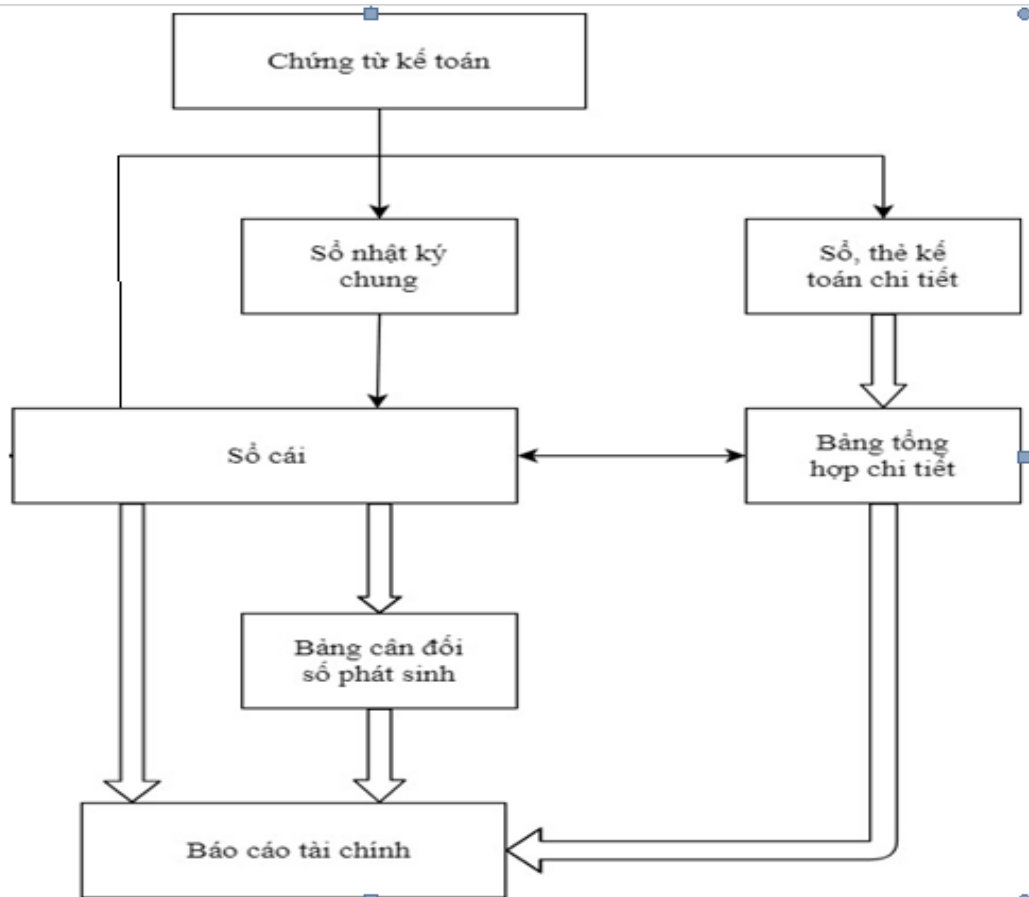 Chứng từ kế toán
Sổ nhật ký
chung
Sổ, thẻ kế
toán chi tiết
Sổ cái
Bảng tổng
hợp chi tiết
Bảng cân đối
số phát sinh
Báo cáo tài chính